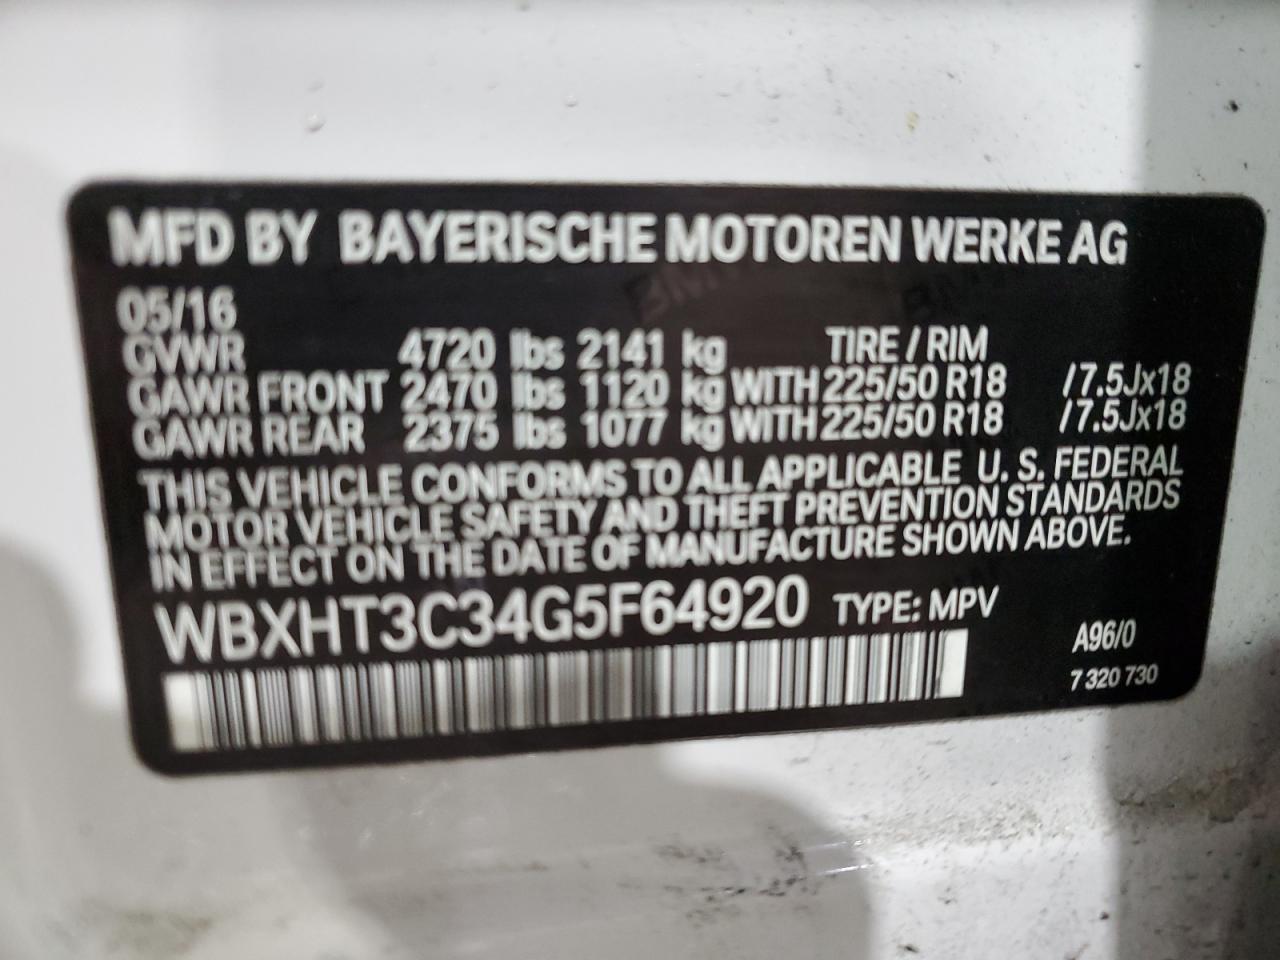 MFD BY BAYERISCHE MOTOREN WERKE AG
05/16
GVWR 4720 lbs 2141 kg TIRE / RIM
GAWR FRONT 2470 lbs 1120 kg WITH 225/50 R18 /7.5Jx18
GAWR REAR 2375 lbs 1077 kg WITH 225/50 R18 /7.5Jx18
THIS VEHICLE CONFORMS TO ALL APPLICABLE U. S. FEDERAL
MOTOR VEHICLE SAFETY AND THEFT PREVENTION STANDARDS
IN EFFECT ON THE DATE OF MANUFACTURE SHOWN ABOVE.
WBXHT3C34G5F64920 TYPE: MPV
A96/0
7 320 730